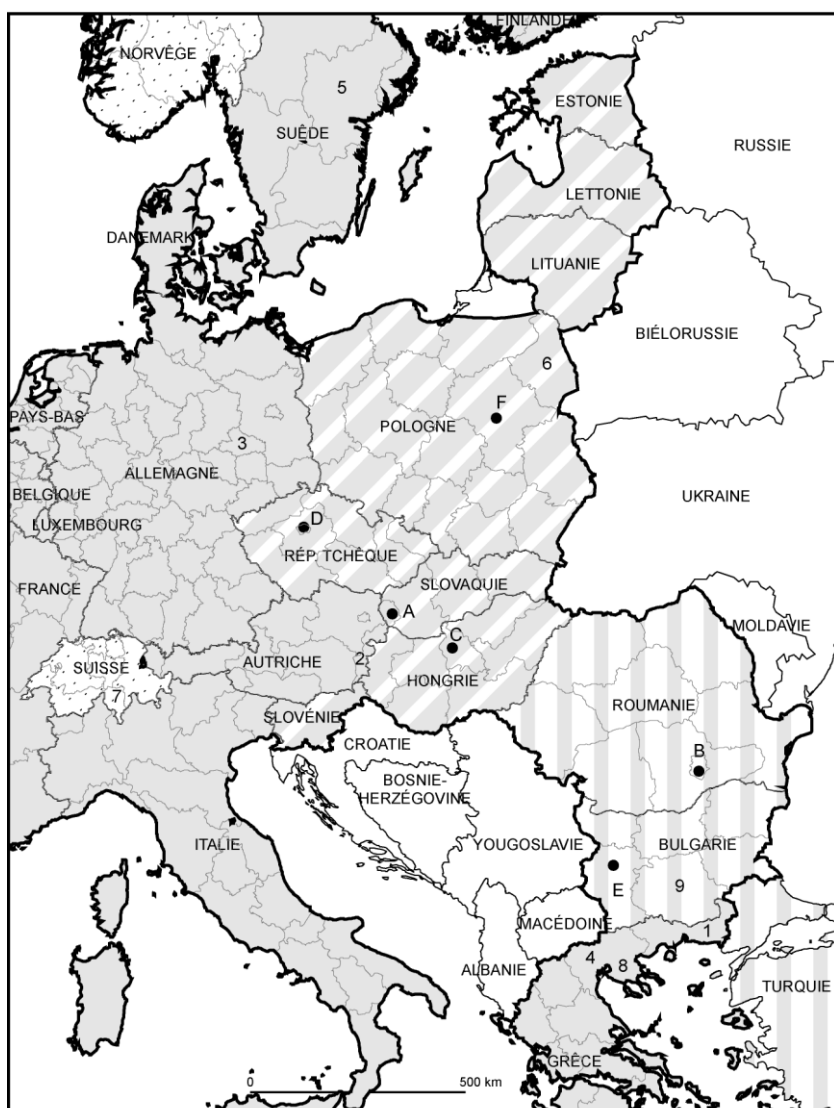 FINLANDE
NORVÈGE
5
SUÈDE
ESTONIE
RUSSIE
LETTONIE
DANEMARK
LITUANIE
BIÉLORUSSIE
6
F
PAYS-BAS
POLOGNE
3
ALLEMAGNE
BELGIQUE
UKRAINE
LUXEMBOURG
D
RÉP. TCHÈQUE
FRANCE
SLOVAQUIE
A
MOLDAVIE
C
SUISSE
AUTRICHE
2
HONGRIE
7
ROUMANIE
SLOVÉNIE
CROATIE
B
BOSNIE-
HERZÉGOVINE
ITALIE
YOUGOSLAVIE
BULGARIE
E
9
MACÉDOINE
1
4
8
ALBANIE
TURQUIE
GRÈCE
0
500 km